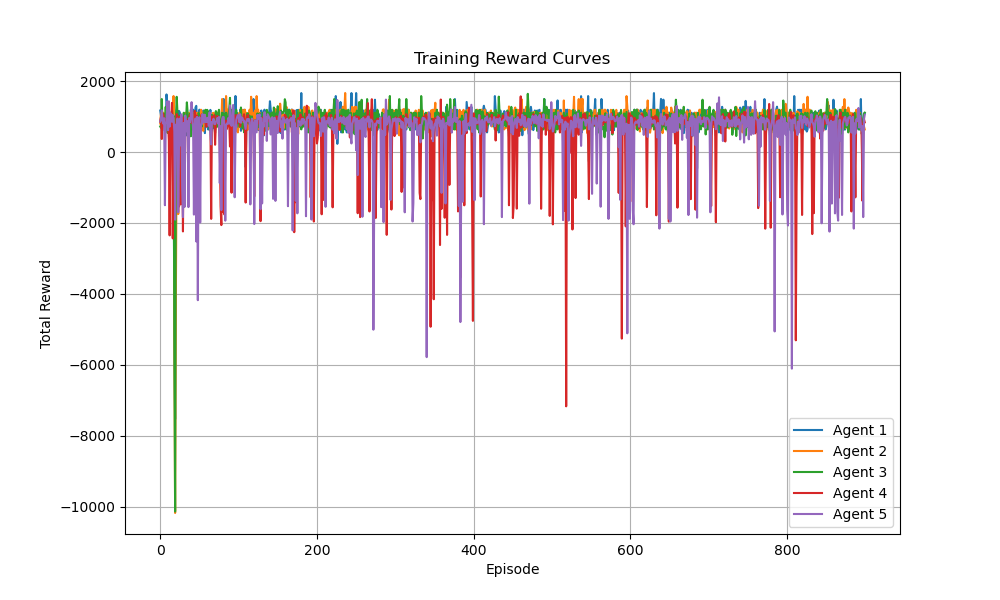 Training Reward Curves
2000
0
−2000
−4000
−6000
−8000
−10000
Total Reward
0 200 400 600 800
Episode
Agent 1
Agent 2
Agent 3
Agent 4
Agent 5